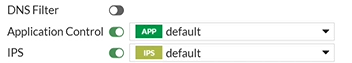 DNS Filter
Application Control APP default
IPS IPS default